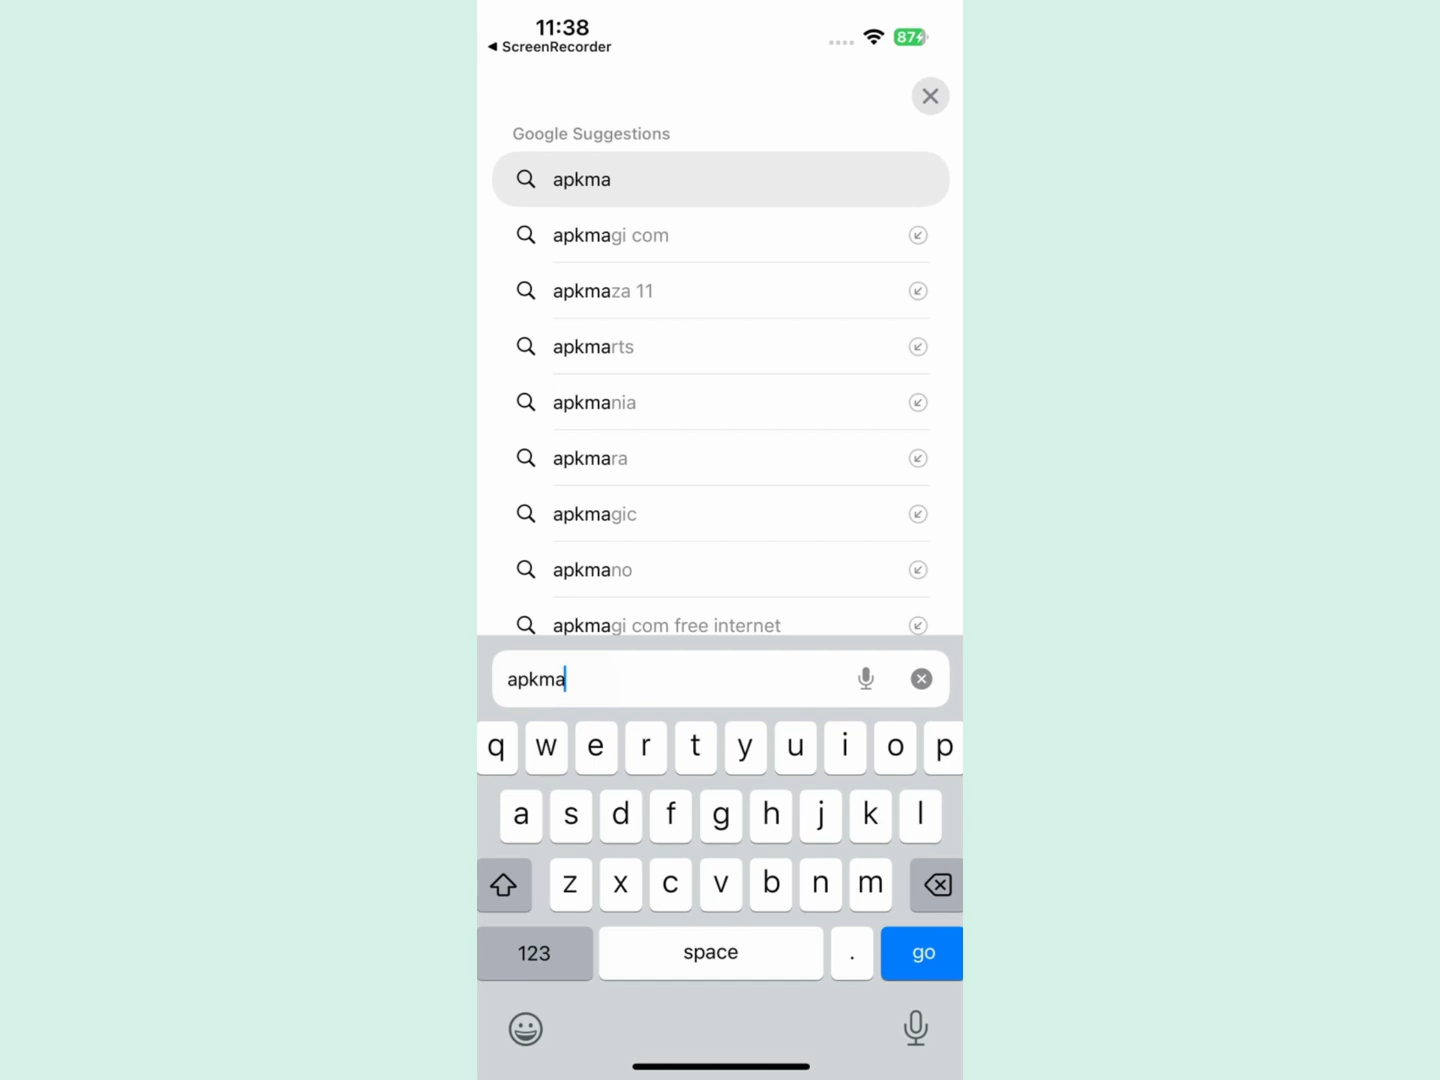 11:38
◀ ScreenRecorder
87
Google Suggestions
apkma
apkmagi com
apkmaza 11
apkmarts
apkmania
apkmara
apkmagic
apkmano
apkmagi com free internet
apkma
q w e r t y u i o p
a s d f g h j k l
z x c v b n m
123 space . go